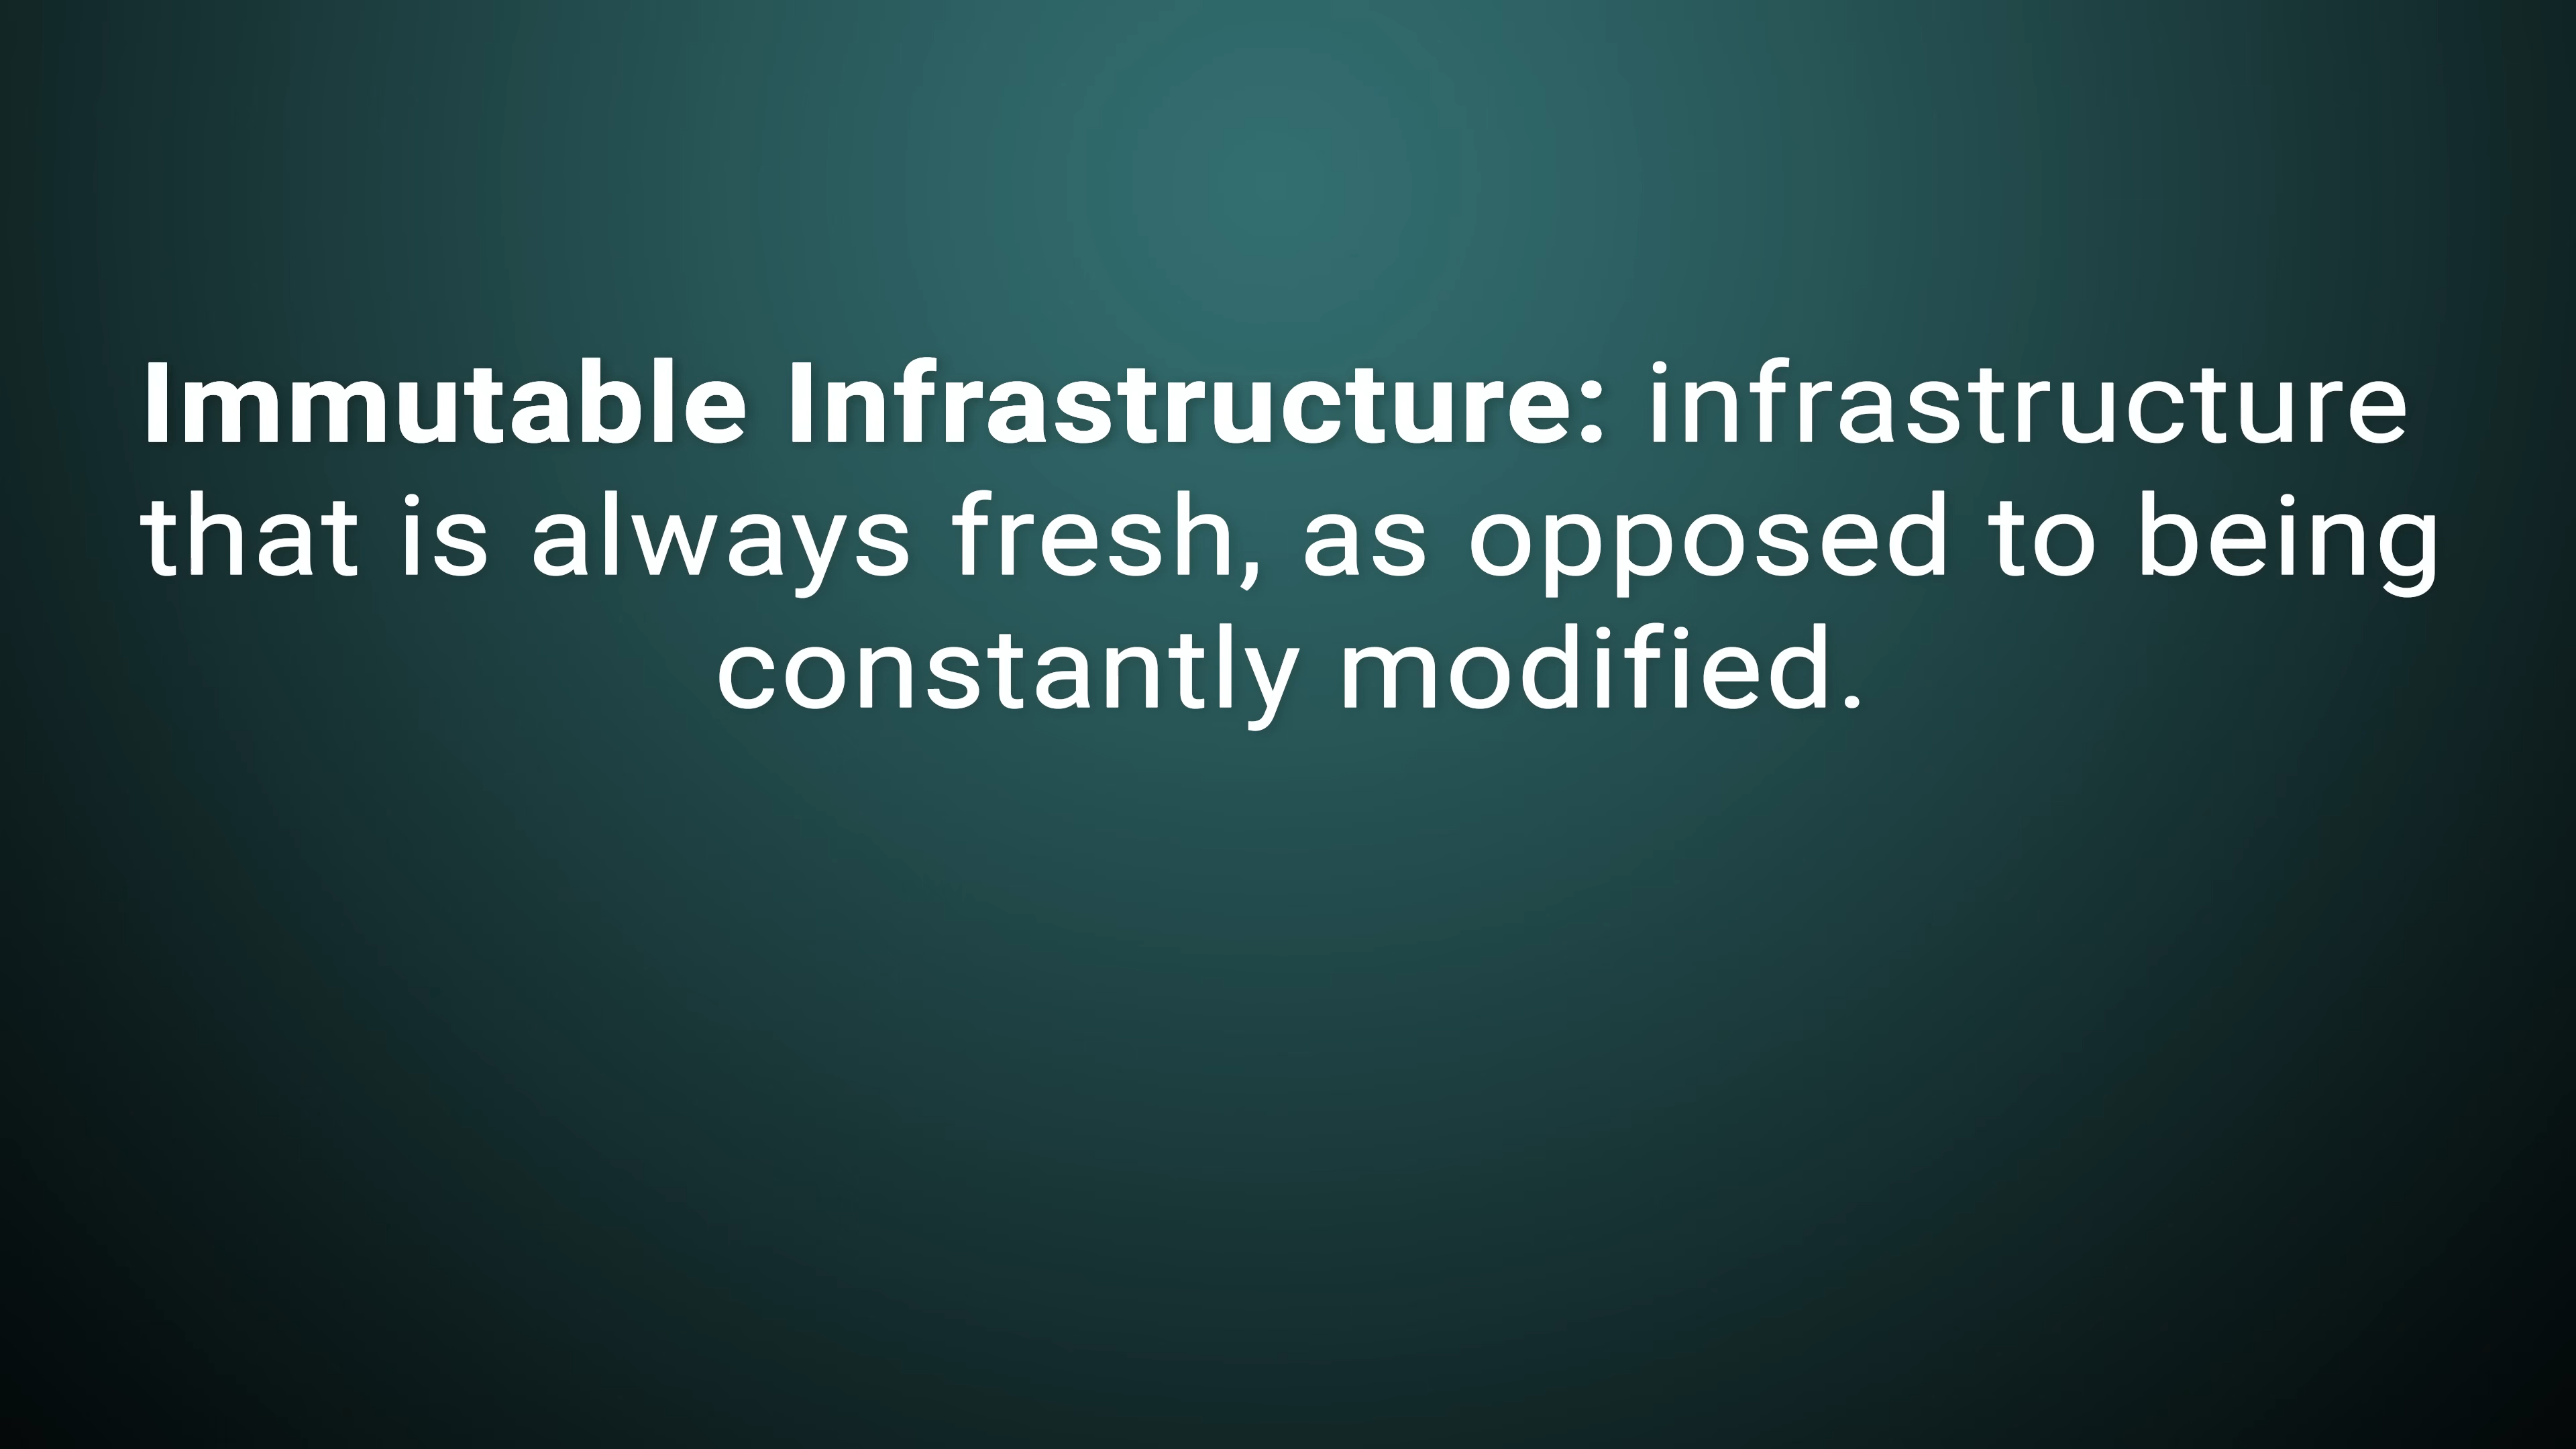 Immutable Infrastructure: infrastructure
that is always fresh, as opposed to being
constantly modified.